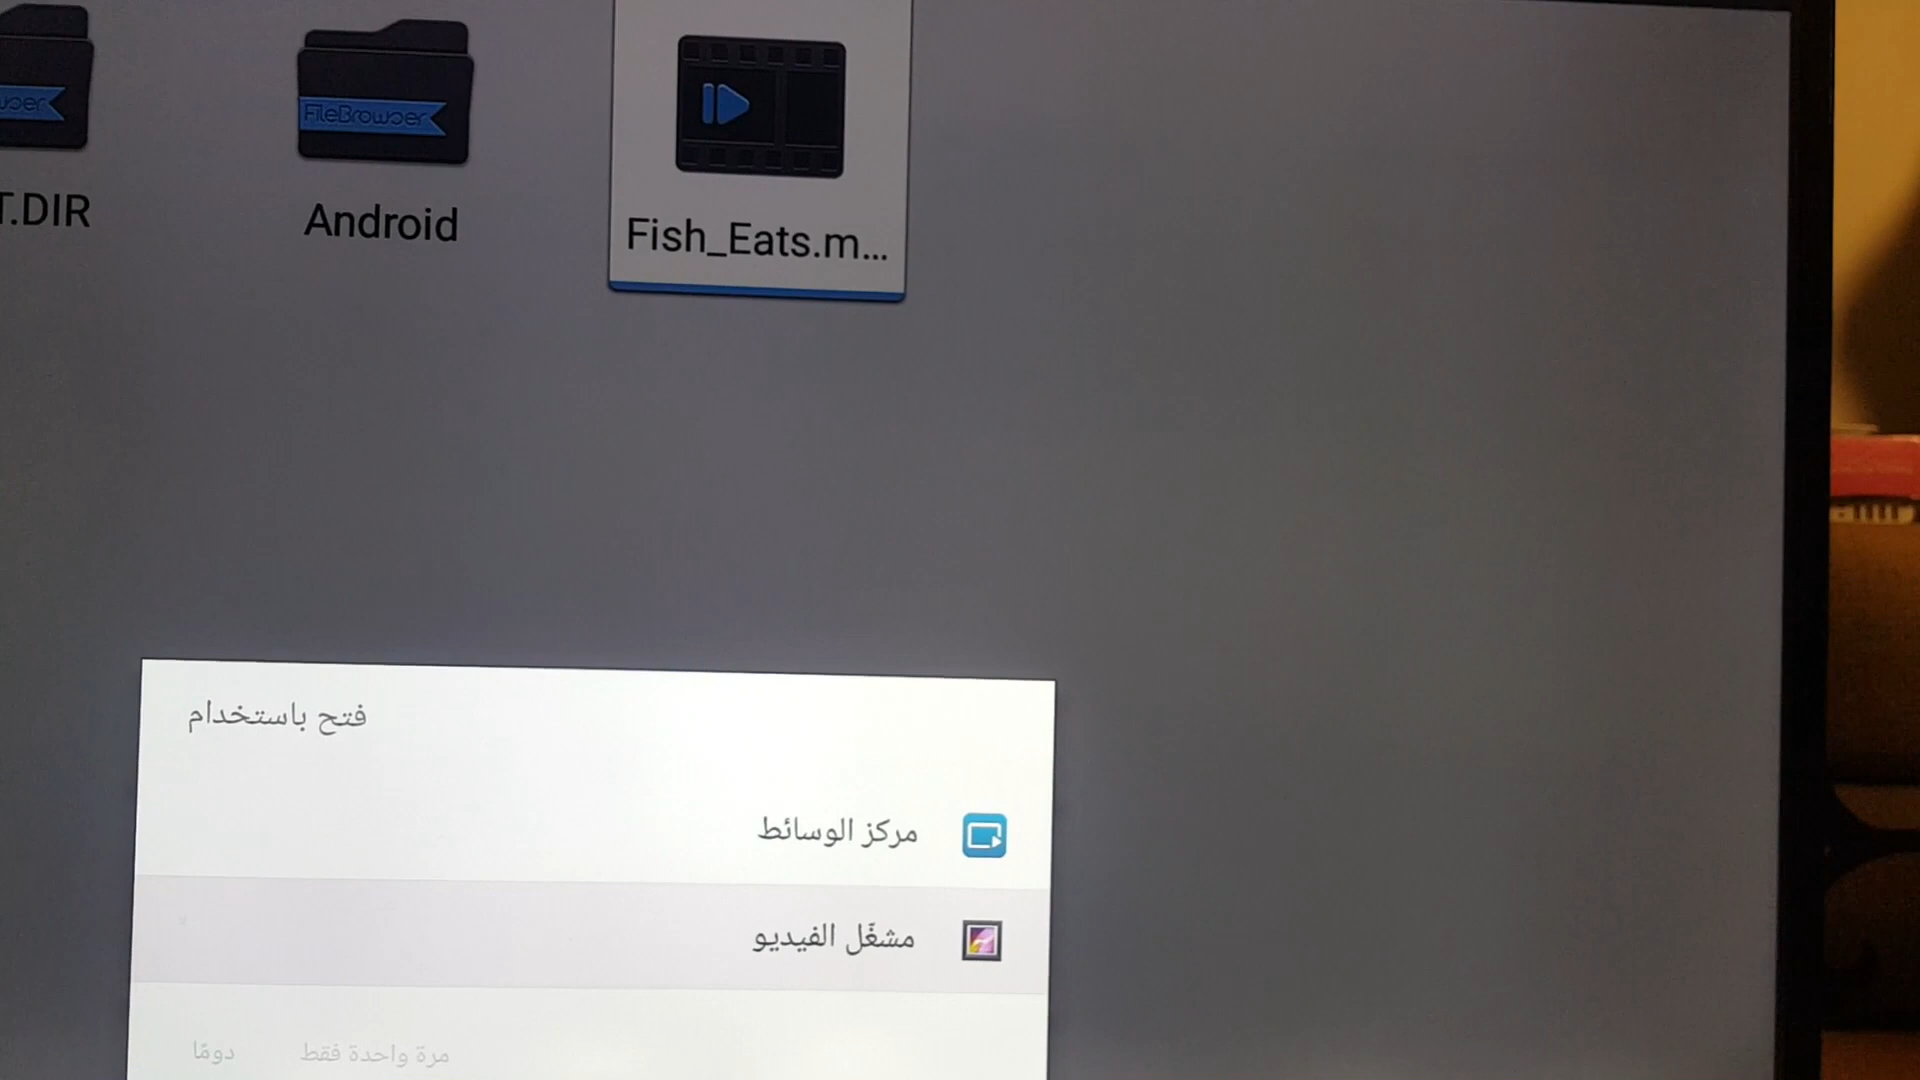 T.DIR
FileBrowser
Android
Fish_Eats.m...
فتح باستخدام
مركز الوسائط
مشغّل الفيديو
مرة واحدة فقط
دومًا